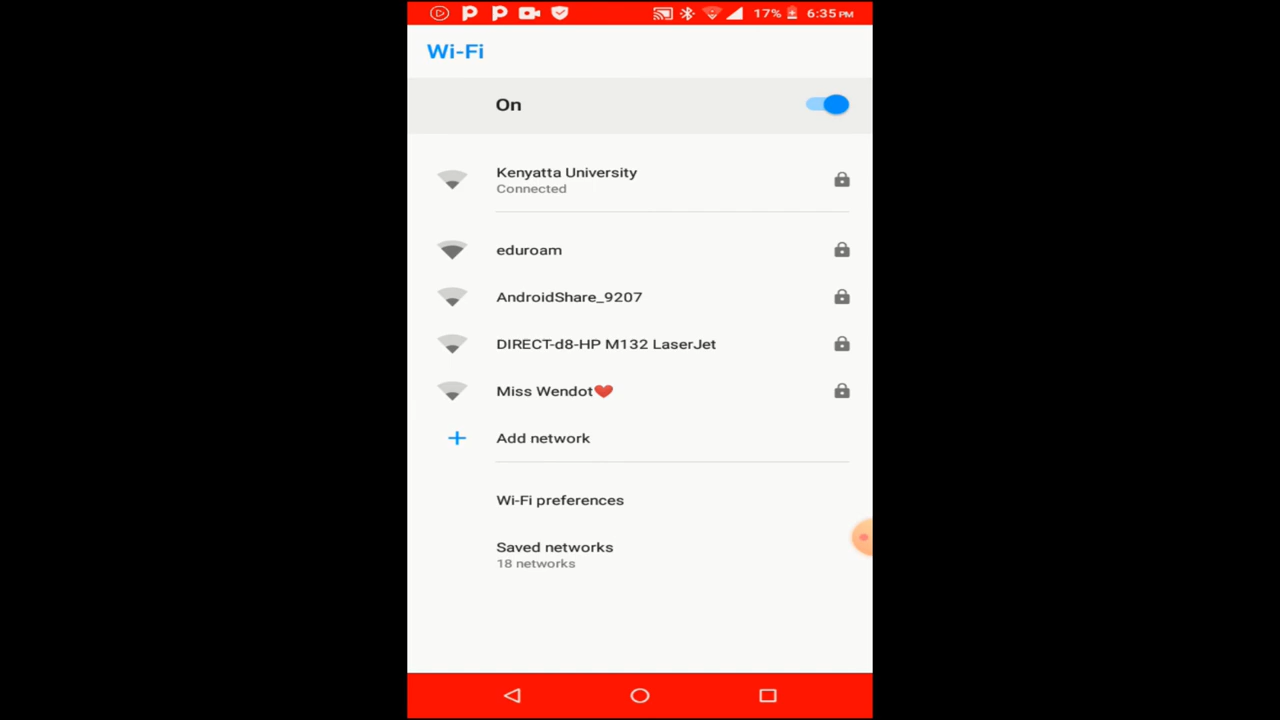 17% 6:35 PM
Wi-Fi
On
Kenyatta University
Connected
eduroam
AndroidShare_9207
DIRECT-d8-HP M132 LaserJet
Miss Wendot❤️
Add network
Wi-Fi preferences
Saved networks
18 networks